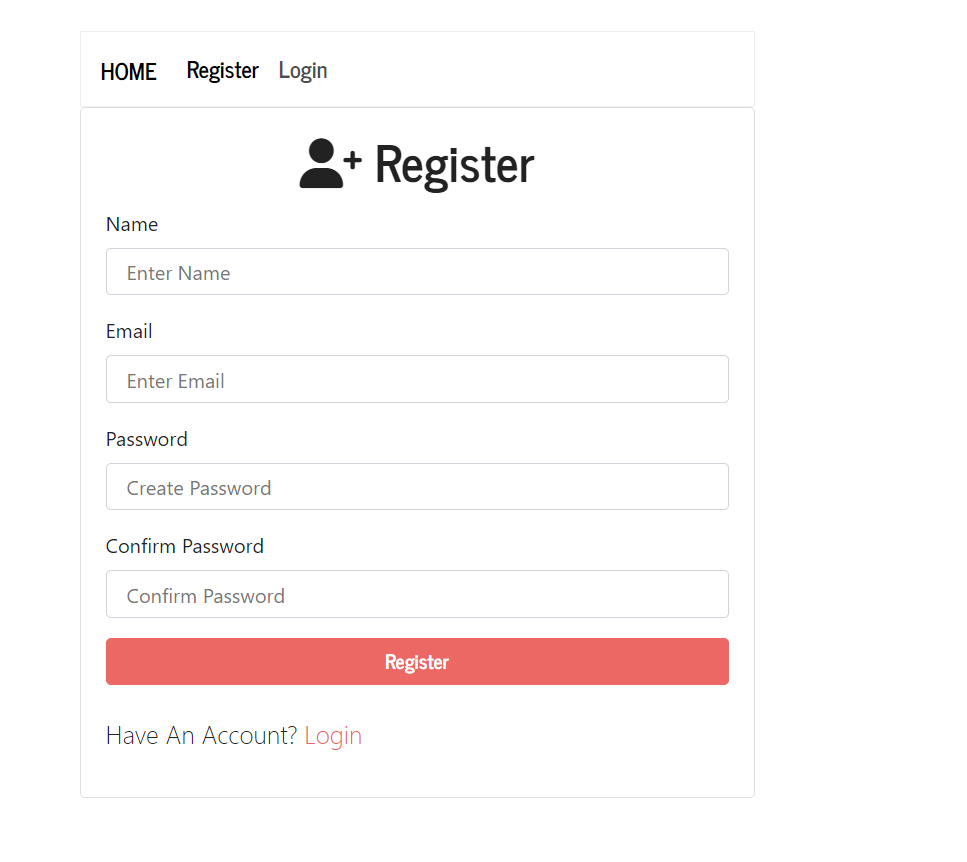 HOME Register Login
Register
Name
Enter Name
Email
Enter Email
Password
Create Password
Confirm Password
Confirm Password
Register
Have An Account? Login